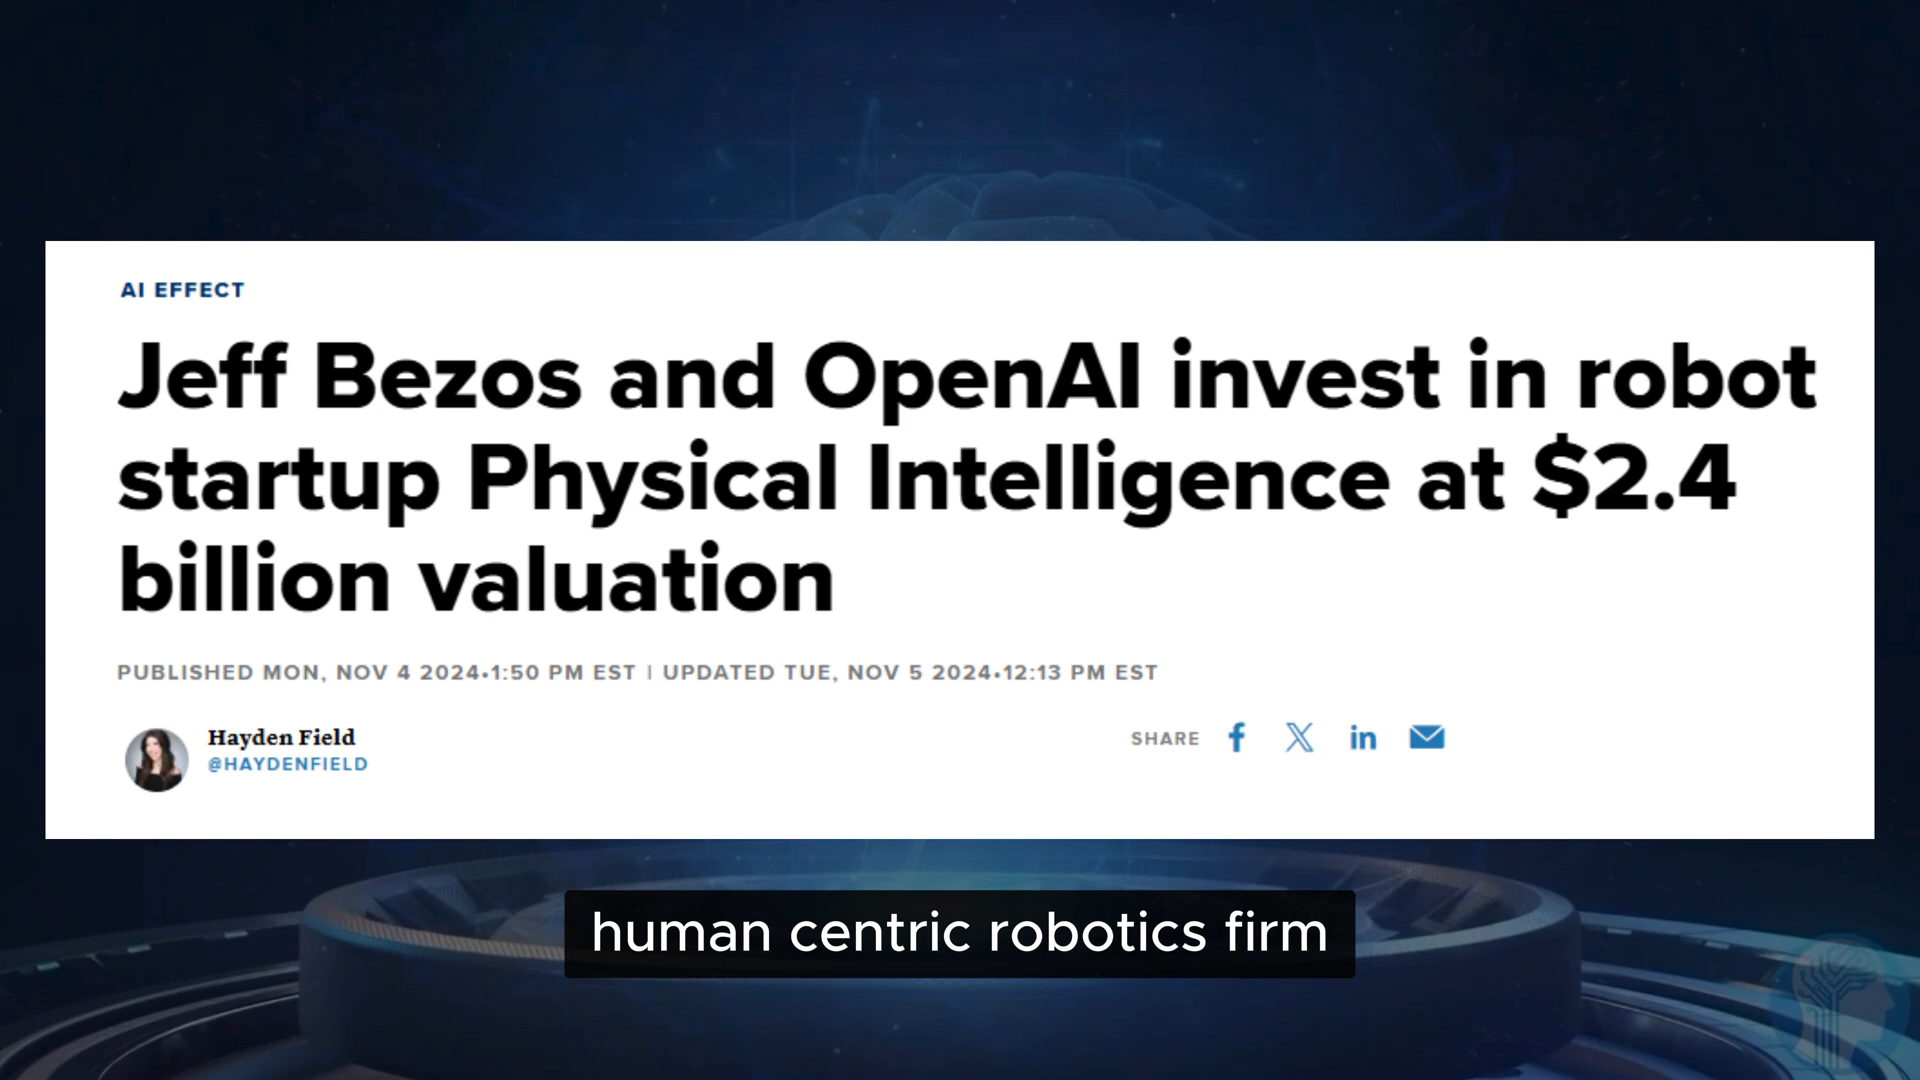 AI EFFECT
Jeff Bezos and OpenAI invest in robot
startup Physical Intelligence at $2.4
billion valuation
PUBLISHED MON, NOV 4 2024•1:50 PM EST | UPDATED TUE, NOV 5 2024•12:13 PM EST
Hayden Field
@HAYDENFIELD
SHARE
human centric robotics firm